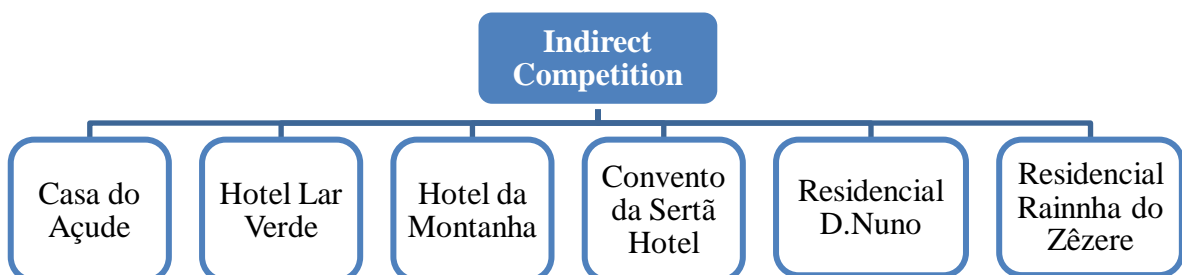 Indirect
Competition
Casa do
Açude
Hotel Lar
Verde
Hotel da
Montanha
Convento
da Sertã
Hotel
Residencial
D.Nuno
Residencial
Rainnha do
Zêzere